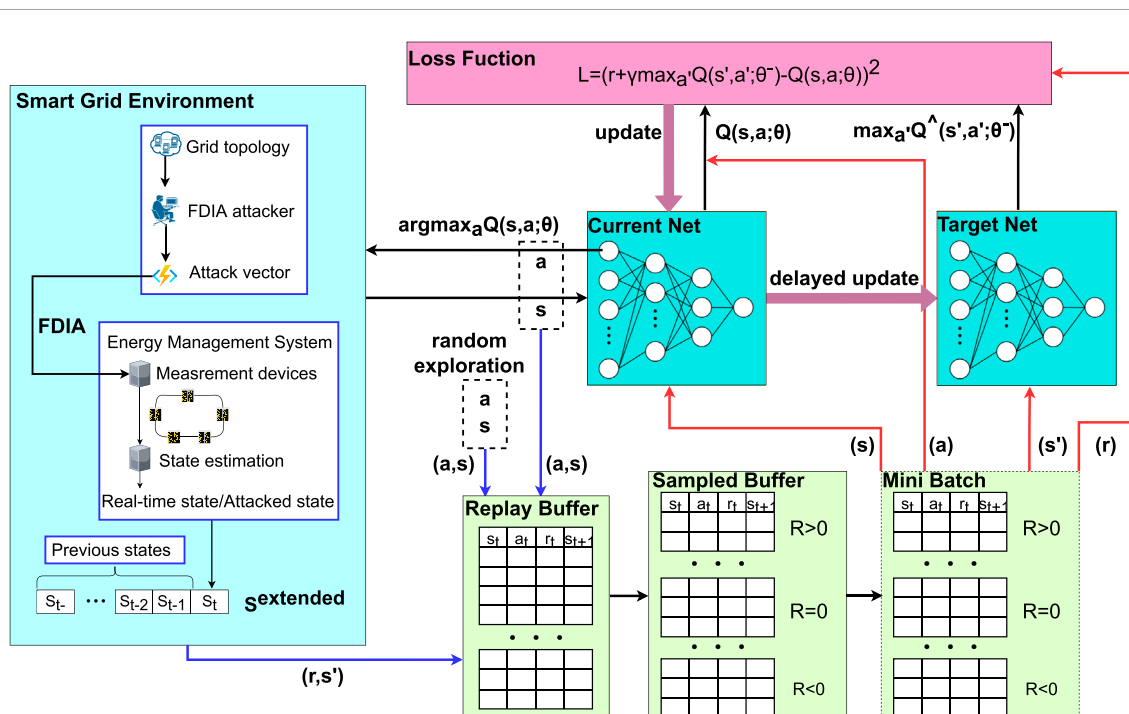 Loss Fuction
L=(r+γmaxa'Q(s',a';θ-)-Q(s,a;θ))2
Smart Grid Environment
Grid topology
FDIA attacker
Attack vector
FDIA
Energy Management System
Measrement devices
State estimation
Real-time state/Attacked state
Previous states
St-
...
St-2
St-1
St
sextended
(r,s')
update
Q(s,a;θ)
maxa'Q^(s',a';θ-)
argmaxaQ(s,a;θ)
a
s
Current Net
delayed update
Target Net
random
exploration
a
s
(a,s)
(a,s)
(s)
(a)
(s')
(r)
Replay Buffer
st at rt st+1
Sampled Buffer
st at rt st+1
R>0
R=0
R<0
Mini Batch
st at rt st+1
R>0
R=0
R<0